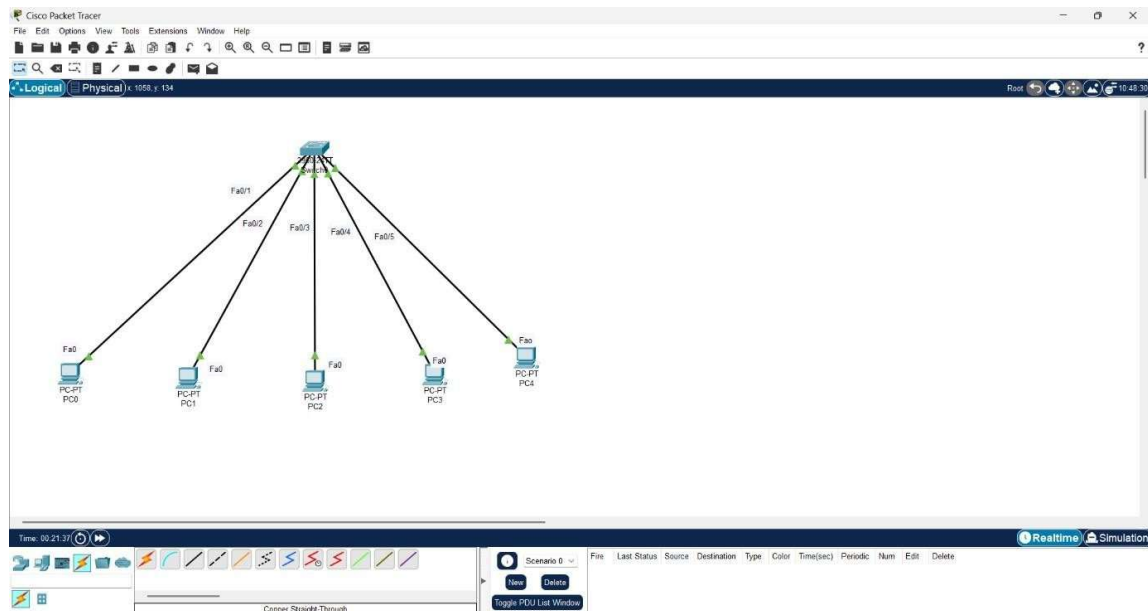 Cisco Packet Tracer
File Edit Options View Tools Extensions Window Help
?
Logical Physical x: 1058, y: 134 Root 10:48:30
Fa0/1
Fa0/2 Fa0/3 Fa0/4 Fa0/5
Fa0 Fa0 Fa0 Fa0 Fao
PC-PT PC-PT PC-PT PC-PT PC-PT
PC0 PC1 PC2 PC3 PC4
Time: 00:21:37 Realtime Simulation
Scenario 0 Fire Last Status Source Destination Type Color Time(sec) Periodic Num Edit Delete
New Delete
Toggle PDU List Window
Copper Straight-Through